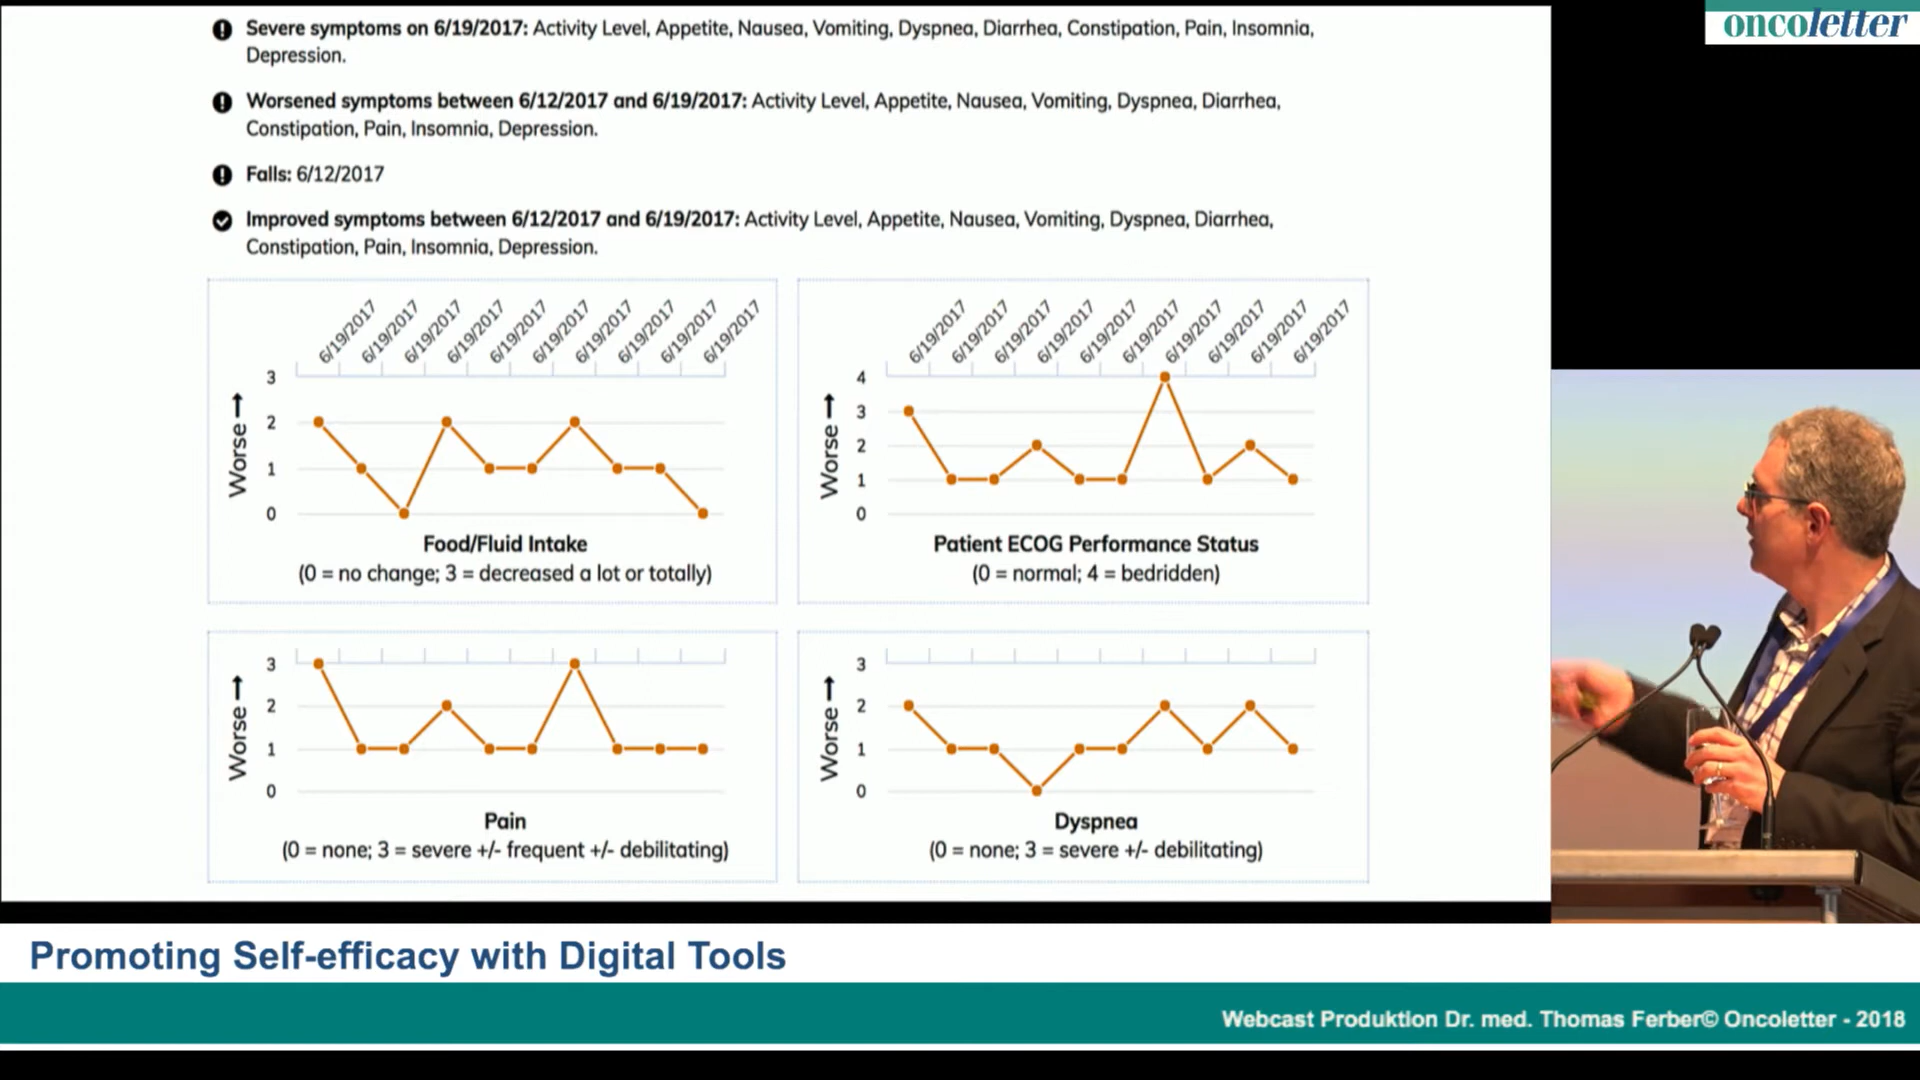 oncoletter
Severe symptoms on 6/19/2017: Activity Level, Appetite, Nausea, Vomiting, Dyspnea, Diarrhea, Constipation, Pain, Insomnia,
Depression.
Worsened symptoms between 6/12/2017 and 6/19/2017: Activity Level, Appetite, Nausea, Vomiting, Dyspnea, Diarrhea,
Constipation, Pain, Insomnia, Depression.
Falls: 6/12/2017
Improved symptoms between 6/12/2017 and 6/19/2017: Activity Level, Appetite, Nausea, Vomiting, Dyspnea, Diarrhea,
Constipation, Pain, Insomnia, Depression.
6/19/2017 6/19/2017 6/19/2017 6/19/2017 6/19/2017 6/19/2017 6/19/2017 6/19/2017 6/19/2017 6/19/2017
Worse →
3
2
1
0
Food/Fluid Intake
(0 = no change; 3 = decreased a lot or totally)
6/19/2017 6/19/2017 6/19/2017 6/19/2017 6/19/2017 6/19/2017 6/19/2017 6/19/2017 6/19/2017 6/19/2017
Worse →
4
3
2
1
0
Patient ECOG Performance Status
(0 = normal; 4 = bedridden)
Worse →
3
2
1
0
Pain
(0 = none; 3 = severe +/- frequent +/- debilitating)
Worse →
3
2
1
0
Dyspnea
(0 = none; 3 = severe +/- debilitating)
Promoting Self-efficacy with Digital Tools
Webcast Produktion Dr. med. Thomas Ferber© Oncoletter - 2018